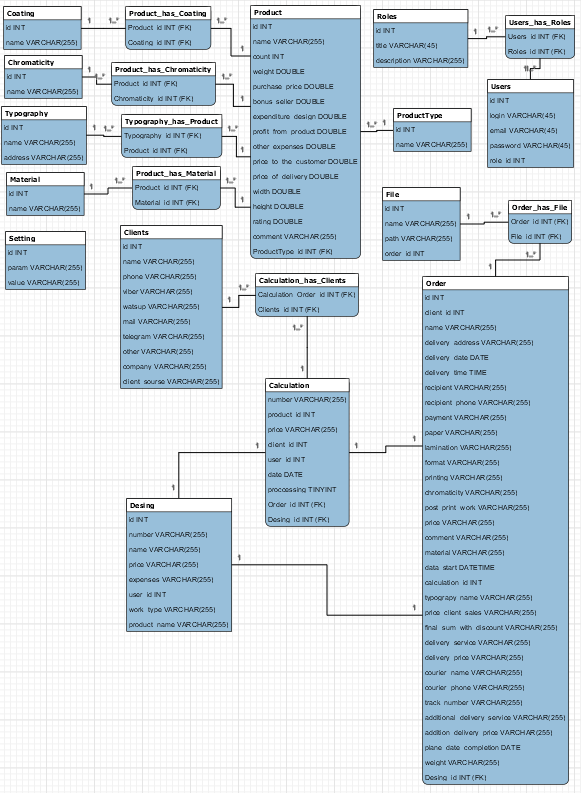 Coating
id INT
name VARCHAR(255)
Product_has_Coating
Product id INT (FK)
Coating id INT (FK)
Product
id INT
name VARCHAR(255)
count INT
weight DOUBLE
purchase price DOUBLE
bonus seller DOUBLE
expenditure design DOUBLE
profit from product DOUBLE
other expenses DOUBLE
price to the customer DOUBLE
price of delivery DOUBLE
width DOUBLE
height DOUBLE
rating DOUBLE
comment VARCHAR(255)
ProductType id INT (FK)
Roles
id INT
title VARCHAR(45)
description VARCHAR(255)
Users_has_Roles
Users id INT (FK)
Roles id INT (FK)
Chromaticity
id INT
name VARCHAR(255)
Product_has_Chromaticity
Product id INT (FK)
Chromaticity id INT (FK)
Users
id INT
login VARCHAR(255)
email VARCHAR(45)
password VARCHAR(45)
role id INT
Typography
id INT
name VARCHAR(255)
address VARCHAR(255)
Typography_has_Product
Typography id INT (FK)
Product id INT (FK)
ProductType
id INT
name VARCHAR(255)
Material
id INT
name VARCHAR(255)
Product_has_Material
Product id INT (FK)
Material id INT (FK)
File
id INT
name VARCHAR(255)
path VARCHAR(255)
order id INT
Order_has_File
Order id INT (FK)
File id INT (FK)
Setting
id INT
param VARCHAR(255)
value VARCHAR(255)
Clients
id INT
name VARCHAR(255)
phone VARCHAR(255)
viber VARCHAR(255)
watsup VARCHAR(255)
mail VARCHAR(255)
telegram VARCHAR(255)
other VARCHAR(255)
company VARCHAR(255)
client sourse VARCHAR(255)
Calculation_has_Clients
Calculation Order id INT (FK)
Clients id INT (FK)
Order
id INT
client id INT
name VARCHAR(255)
delivery address VARCHAR(255)
delivery date DATE
delivery time TIME
recipient VARCHAR(255)
recipient phone VARCHAR(255)
payment VARCHAR(255)
paper VARCHAR(255)
lamination VARCHAR(255)
format VARCHAR(255)
printing VARCHAR(255)
chromaticity VARCHAR(255)
post print work VARCHAR(255)
price VARCHAR(255)
comment VARCHAR(255)
material VARCHAR(255)
data start DATETIME
calculation id INT
typograpy name VARCHAR(255)
price client sales VARCHAR(255)
final sum with discount VARCHAR(255)
delivery service VARCHAR(255)
delivery price VARCHAR(255)
courier name VARCHAR(255)
courier phone VARCHAR(255)
track number VARCHAR(255)
additional delivery service VARCHAR(255)
addition delivery price VARCHAR(255)
plane date completion DATE
weight VARCHAR(255)
Desing id INT (FK)
Calculation
number VARCHAR(255)
product id INT
price VARCHAR(255)
client id INT
user id INT
date DATE
proccessing TINYINT
Order id INT (FK)
Desing id INT (FK)
Desing
id INT
number VARCHAR(255)
name VARCHAR(255)
price VARCHAR(255)
expenses VARCHAR(255)
user id INT
work type VARCHAR(255)
product name VARCHAR(255)